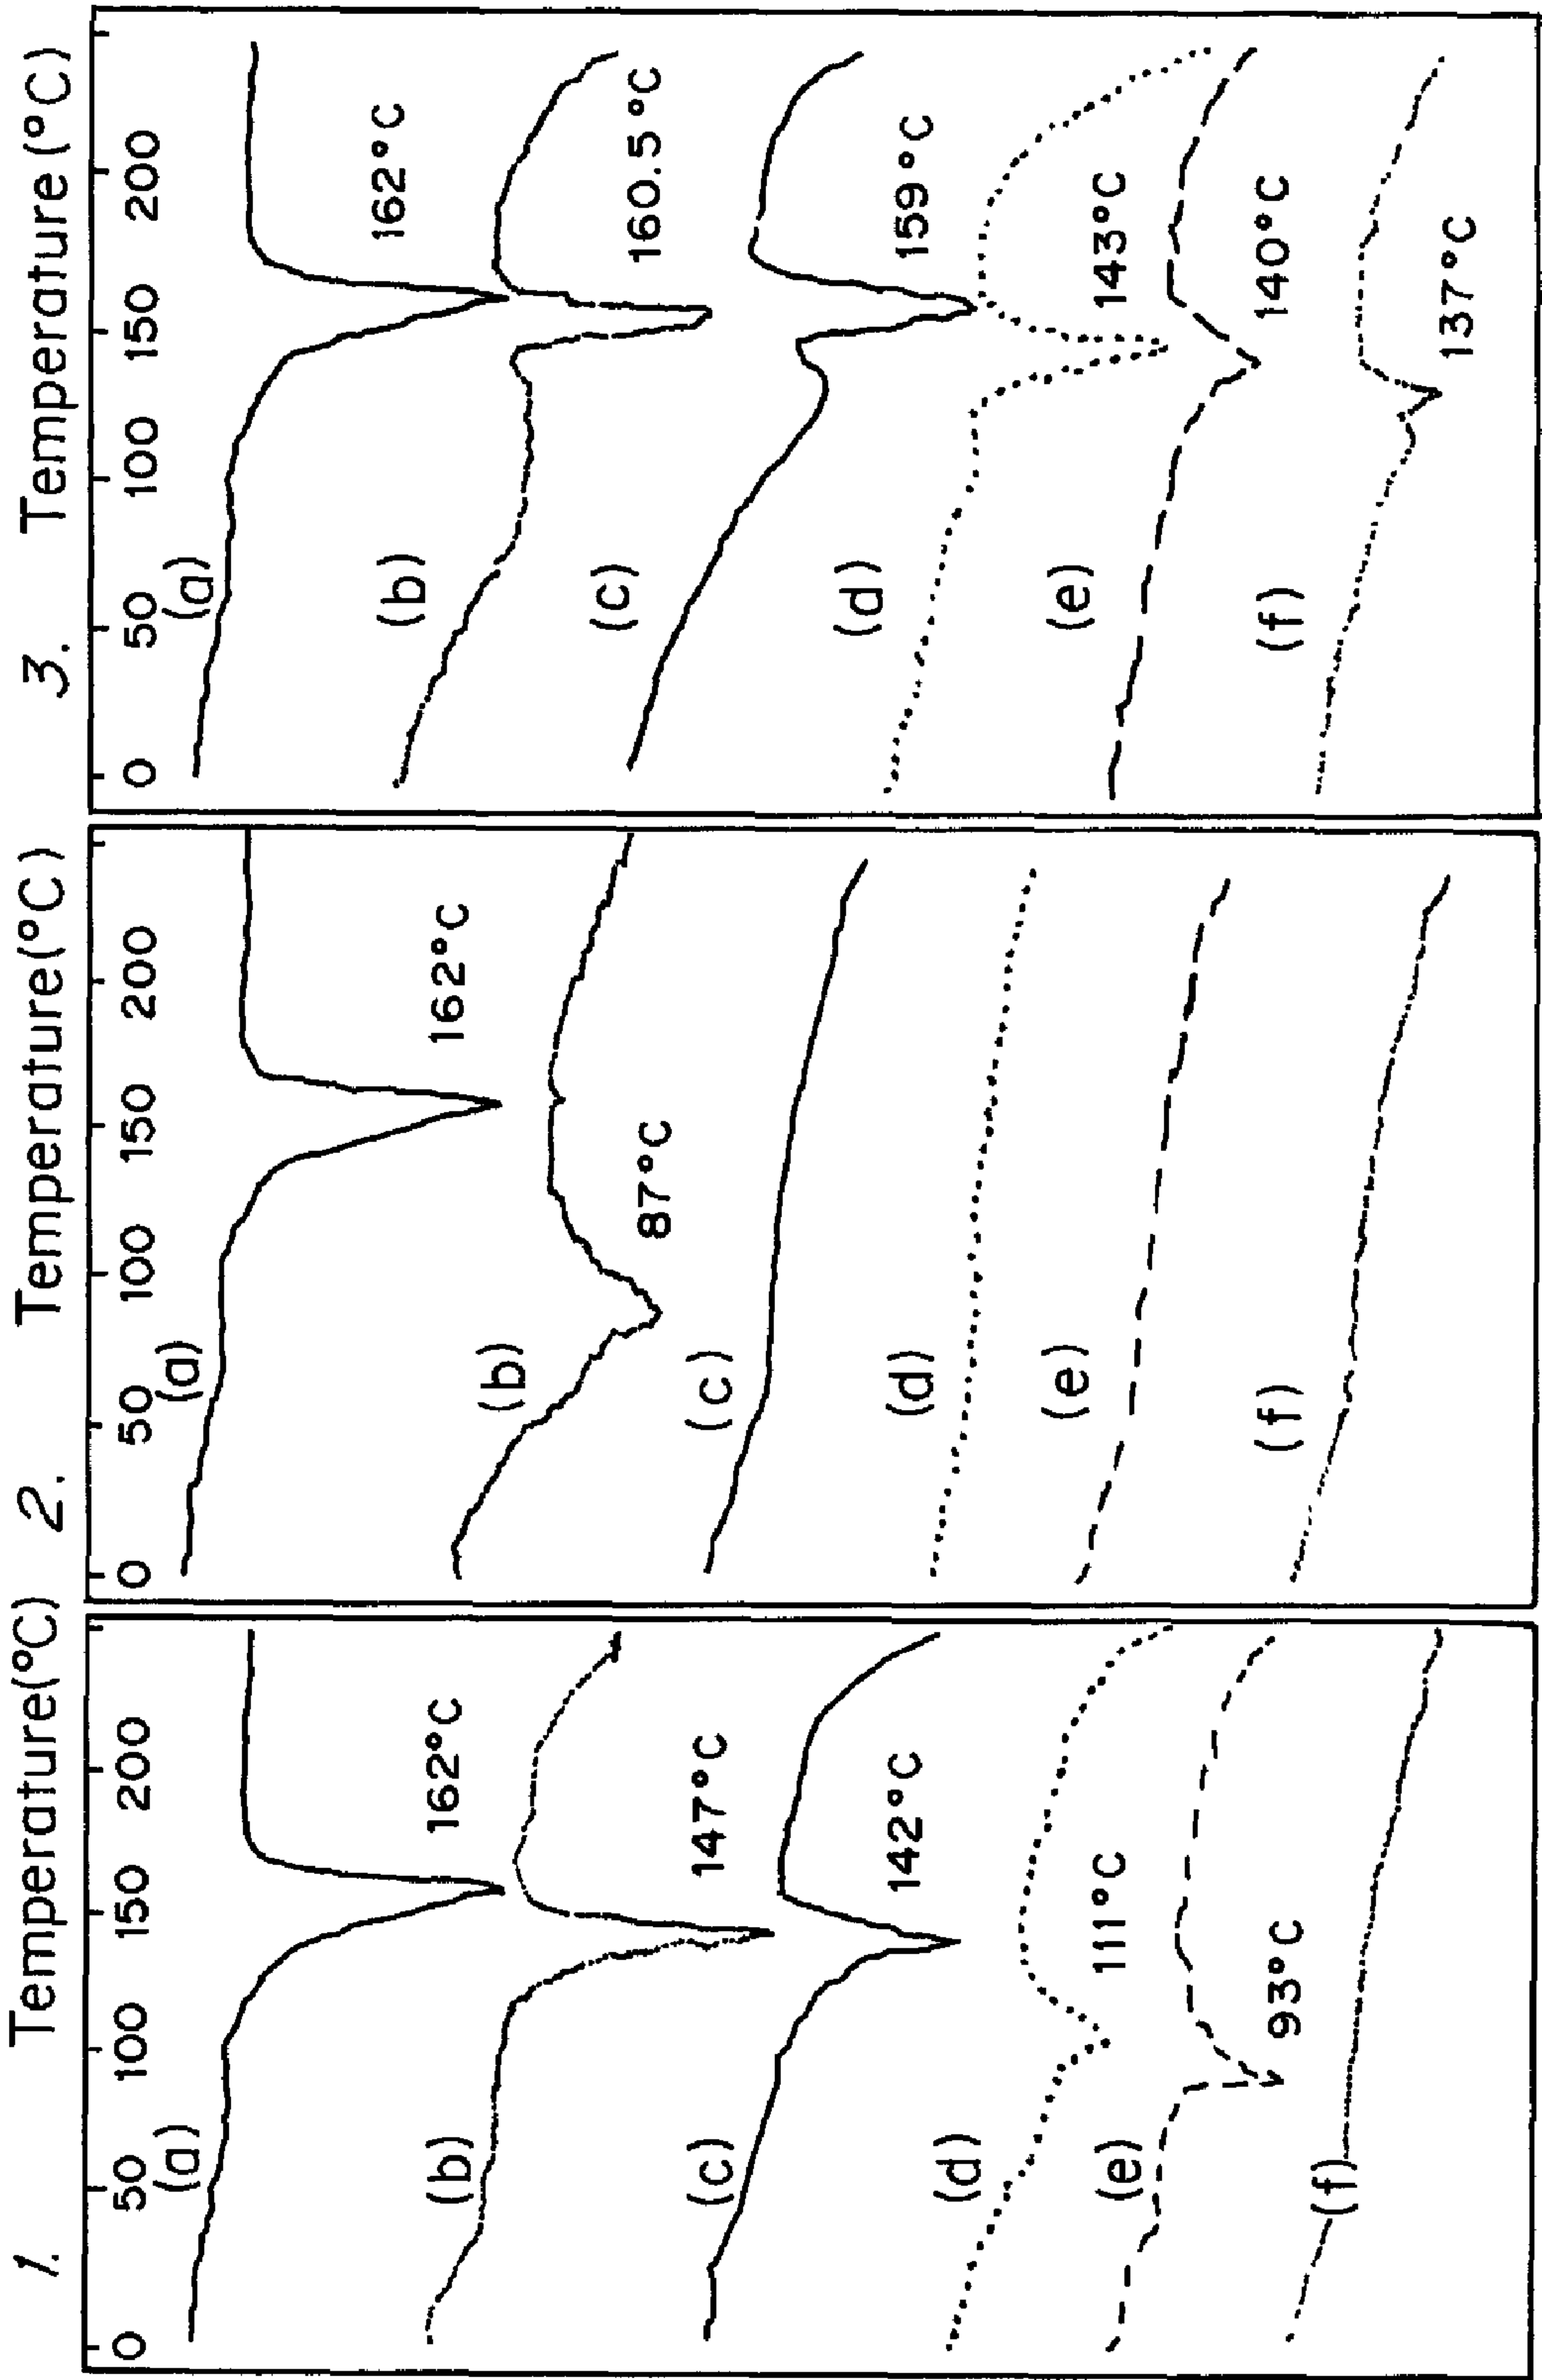 1. Temperature(°C) 2. Temperature(°C) 3. Temperature(°C)
0 50 100 150 200 0 50 100 150 200 0 50 100 150 200
(a) 162°C
(b) 147°C
(c) 142°C
(d) 111°C
(e) 93°C
(f)
(a) 162°C
(b) 87°C
(c)
(d)
(e)
(f)
(a) 162°C
(b) 160.5°C
(c) 159°C
(d) 143°C
(e) 140°C
(f) 137°C